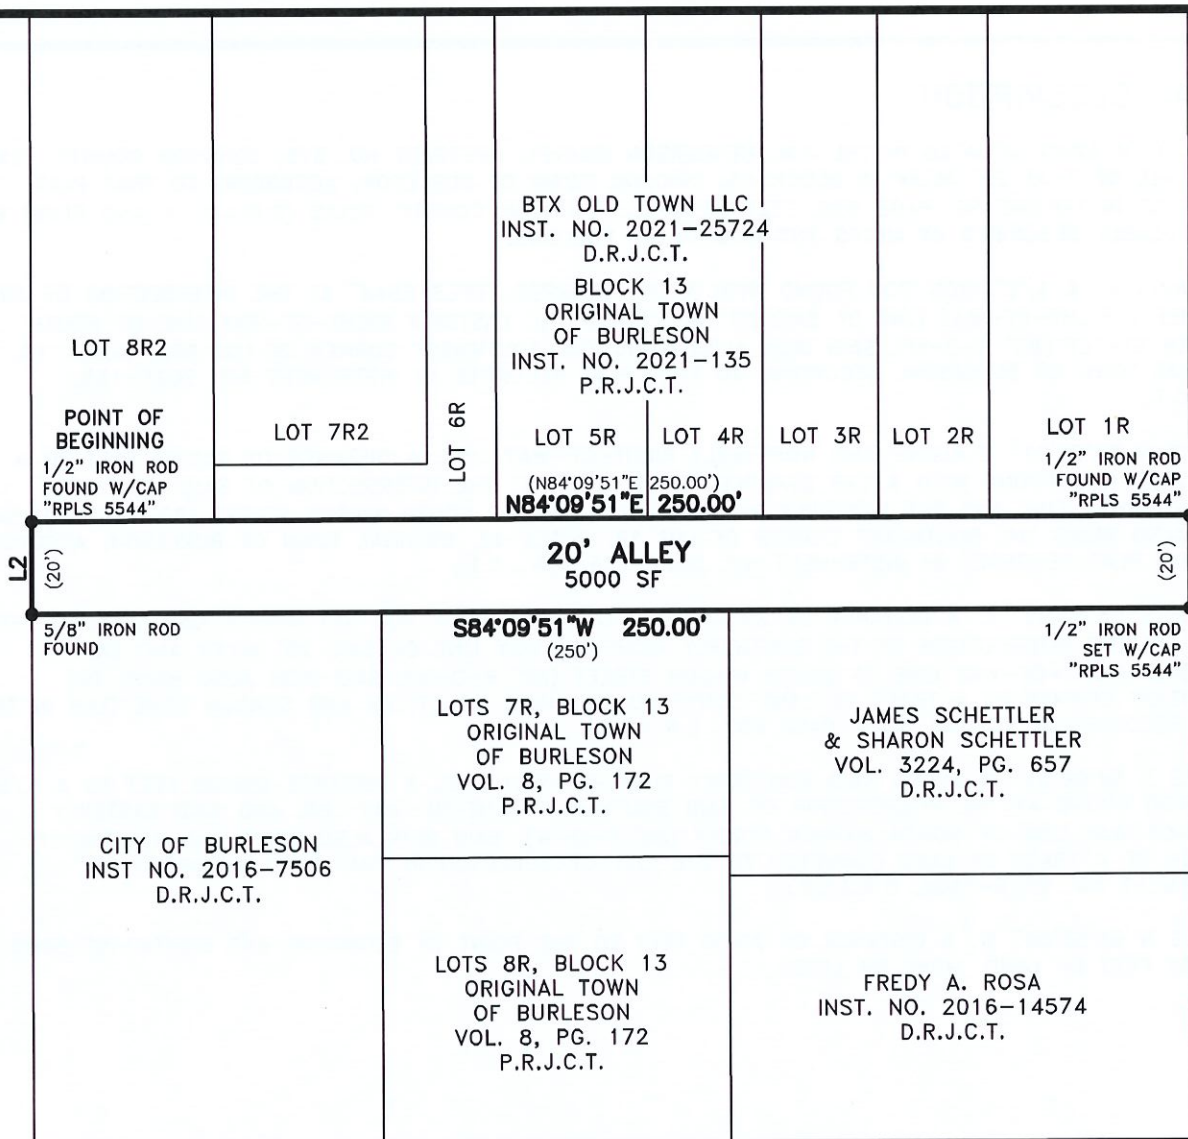 BTX OLD TOWN LLC
INST. NO. 2021-25724
D.R.J.C.T.
BLOCK 13
ORIGINAL TOWN
OF BURLESON
INST. NO. 2021-135
P.R.J.C.T.
LOT 8R2
POINT OF
BEGINNING
1/2" IRON ROD
FOUND W/CAP
"RPLS 5544"
LOT 7R2
LOT 6R
LOT 5R
LOT 4R
LOT 3R
LOT 2R
LOT 1R
1/2" IRON ROD
FOUND W/CAP
"RPLS 5544"
(N84°09'51"E 250.00')
N84°09'51"E 250.00'
L2
(20')
20' ALLEY
5000 SF
(20')
5/8" IRON ROD
FOUND
S84°09'51"W 250.00'
(250')
1/2" IRON ROD
SET W/CAP
"RPLS 5544"
LOTS 7R, BLOCK 13
ORIGINAL TOWN
OF BURLESON
VOL. 8, PG. 172
P.R.J.C.T.
JAMES SCHETTLER
& SHARON SCHETTLER
VOL. 3224, PG. 657
D.R.J.C.T.
CITY OF BURLESON
INST NO. 2016-7506
D.R.J.C.T.
LOTS 8R, BLOCK 13
ORIGINAL TOWN
OF BURLESON
VOL. 8, PG. 172
P.R.J.C.T.
FREDY A. ROSA
INST. NO. 2016-14574
D.R.J.C.T.